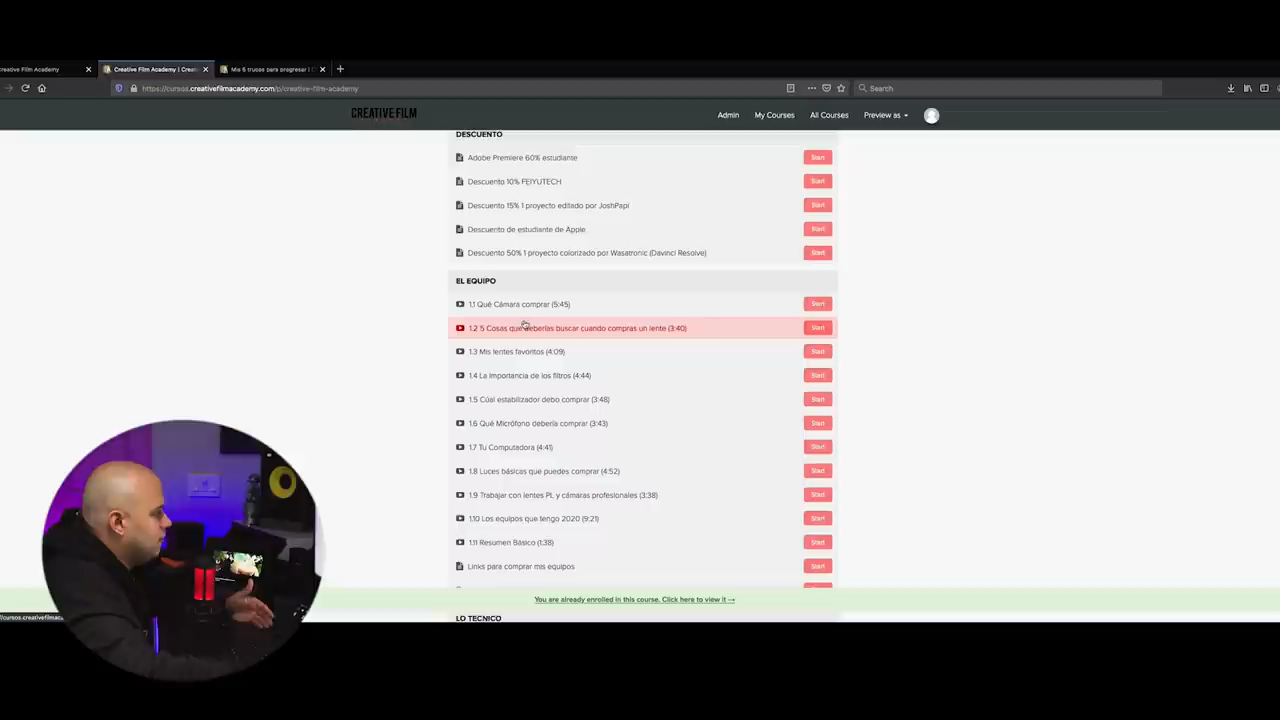 Creative Film Academy
Creative Film Academy | Creat
Mis 5 trucos para progresar | C
https://cursos.creativefilmacademy.com/p/creative-film-academy
Search
CREATIVE FILM
Admin
My Courses
All Courses
Preview as
DESCUENTO
Adobe Premiere 60% estudiante
Start
Descuento 10% FEIYUTECH
Start
Descuento 15% 1 proyecto editado por JoshPapi
Start
Descuento de estudiante de Apple
Start
Descuento 50% 1 proyecto colorizado por Wasatronic (Davinci Resolve)
Start
EL EQUIPO
1.1 Qué Cámara comprar (5:45)
Start
1.2 5 Cosas que deberías buscar cuando compras un lente (3:40)
Start
1.3 Mis lentes favoritos (4:09)
Start
1.4 La Importancia de los filtros (4:44)
Start
1.5 Cúal estabilizador debo comprar (3:48)
Start
1.6 Qué Micrófono debería comprar (3:43)
Start
1.7 Tu Computadora (4:41)
Start
1.8 Luces básicas que puedes comprar (4:52)
Start
1.9 Trabajar con lentes PL y cámaras profesionales (3:38)
Start
1.10 Los equipos que tengo 2020 (9:21)
Start
1.11 Resumen Básico (1:38)
Start
Links para comprar mis equipos
Start
You are already enrolled in this course. Click here to view it →
//cursos.creativefilmaca
LO TECNICO